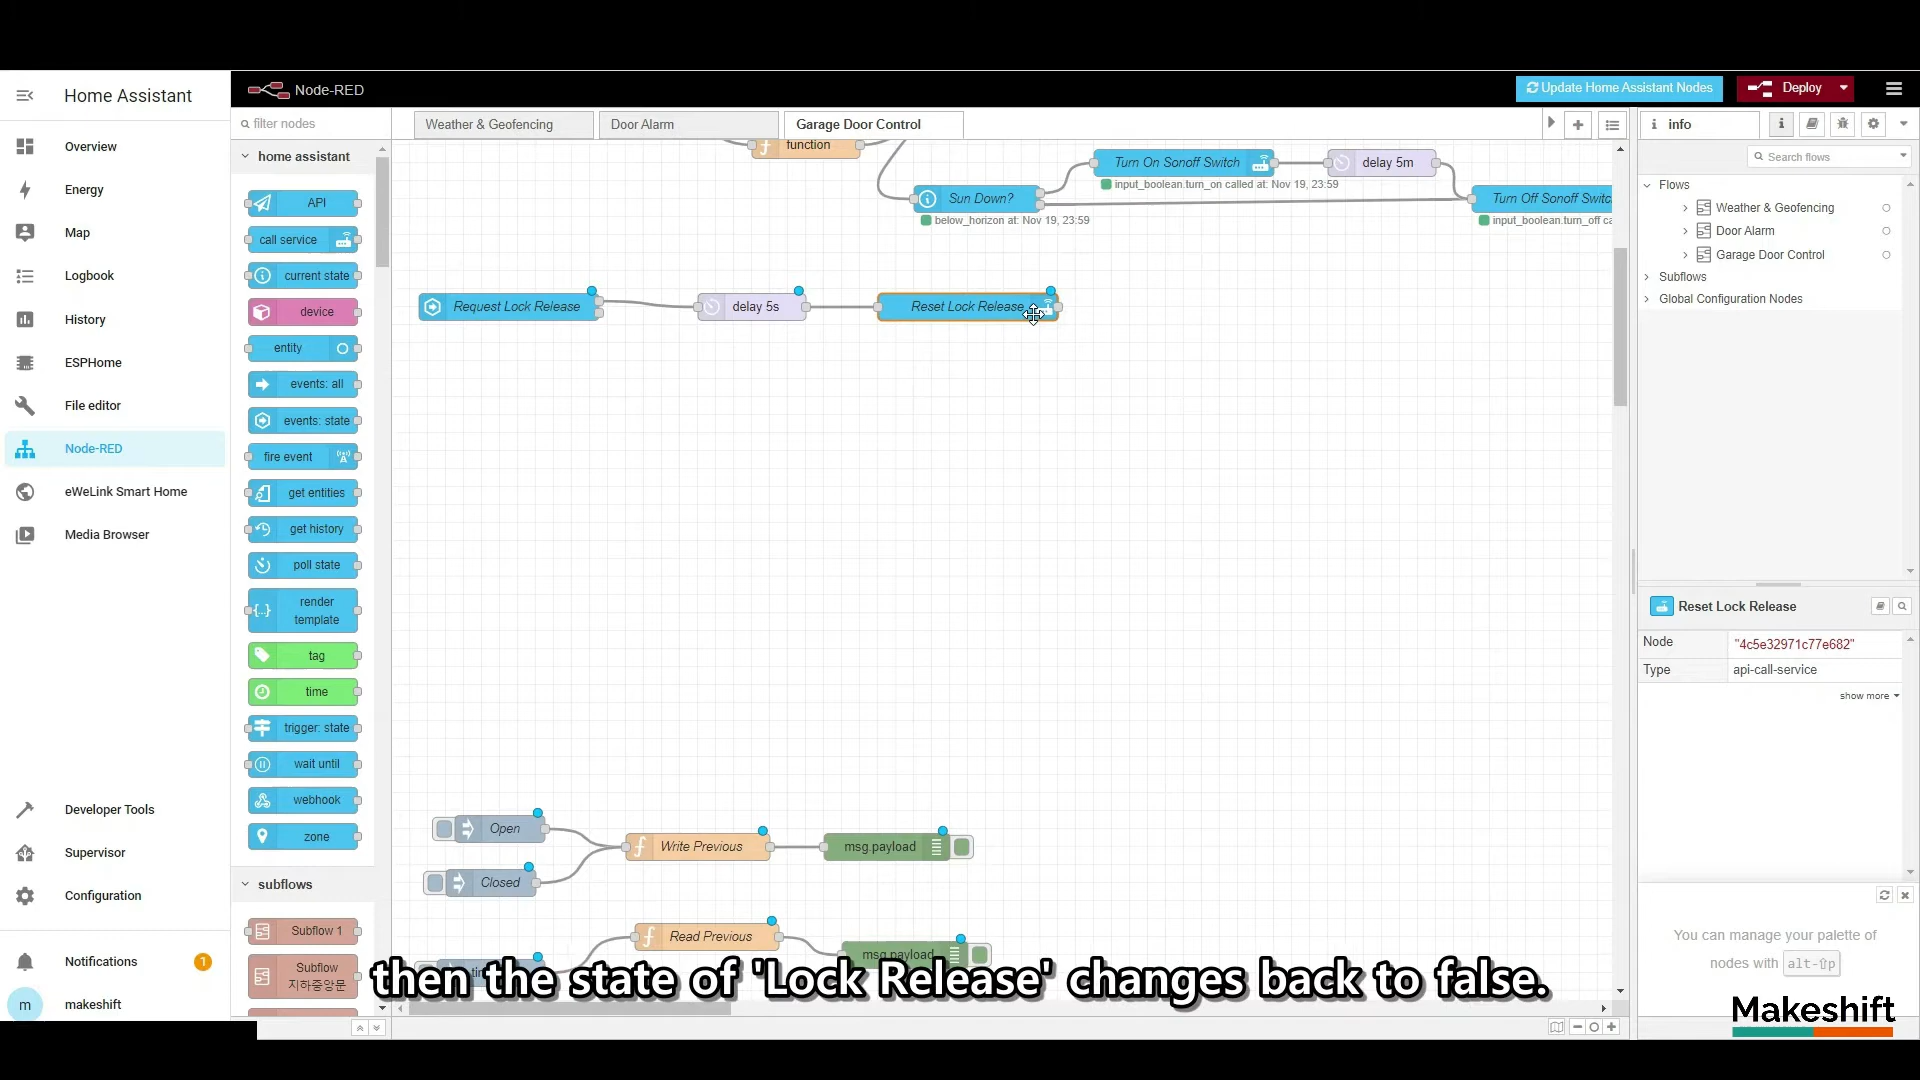 Home Assistant
Node-RED
Update Home Assistant Nodes
Deploy
Overview
Energy
Map
Logbook
History
ESPHome
File editor
Node-RED
eWeLink Smart Home
Media Browser
Developer Tools
Supervisor
Configuration
Notifications
1
m
makeshift
filter nodes
home assistant
API
call service
current state
device
entity
events: all
events: state
fire event
get entities
get history
poll state
render
template
tag
time
trigger: state
wait until
webhook
zone
subflows
Subflow 1
Subflow
지하중앙문
Weather & Geofencing
Door Alarm
Garage Door Control
function
Turn On Sonoff Switch
delay 5m
input_boolean.turn_on called at: Nov 19, 23:59
Sun Down?
Turn Off Sonoff Switc
below_horizon at: Nov 19, 23:59
input_boolean.turn_off ca
Request Lock Release
delay 5s
Reset Lock Release
Open
Write Previous
msg.payload
Closed
Read Previous
msg.payload
then the state of 'Lock Release' changes back to false.
i info
i
Search flows
Flows
Weather & Geofencing
Door Alarm
Garage Door Control
Subflows
Global Configuration Nodes
Reset Lock Release
Node
"4c5e32971c77e682"
Type
api-call-service
show more
You can manage your palette of
nodes with alt-⇧p
Makeshift